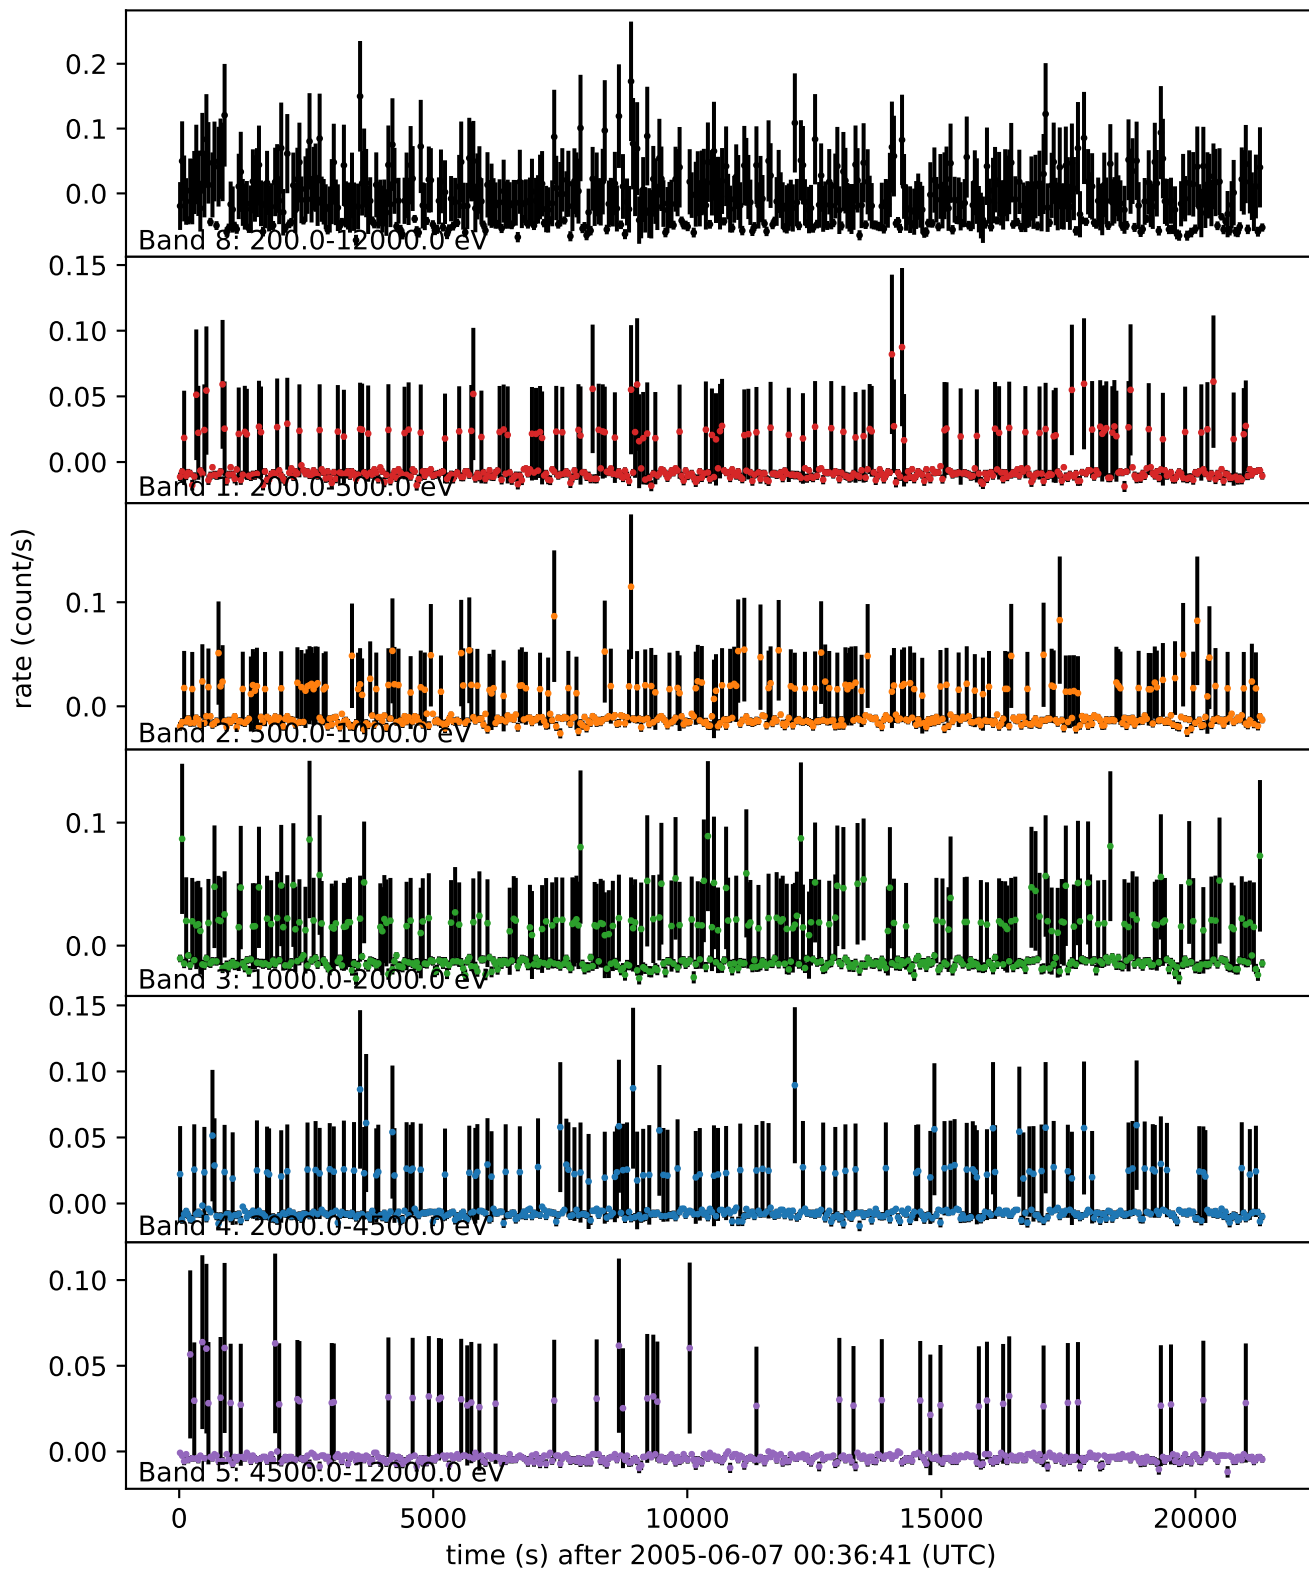 0.2
0.1
0.0
Band 8: 200.0-12000.0 eV
0.15
0.10
0.05
0.00
Band 1: 200.0-500.0 eV
rate (count/s)
0.1
0.0
Band 2: 500.0-1000.0 eV
0.1
0.0
Band 3: 1000.0-2000.0 eV
0.15
0.10
0.05
0.00
Band 4: 2000.0-4500.0 eV
0.10
0.05
0.00
Band 5: 4500.0-12000.0 eV
0 5000 10000 15000 20000
time (s) after 2005-06-07 00:36:41 (UTC)